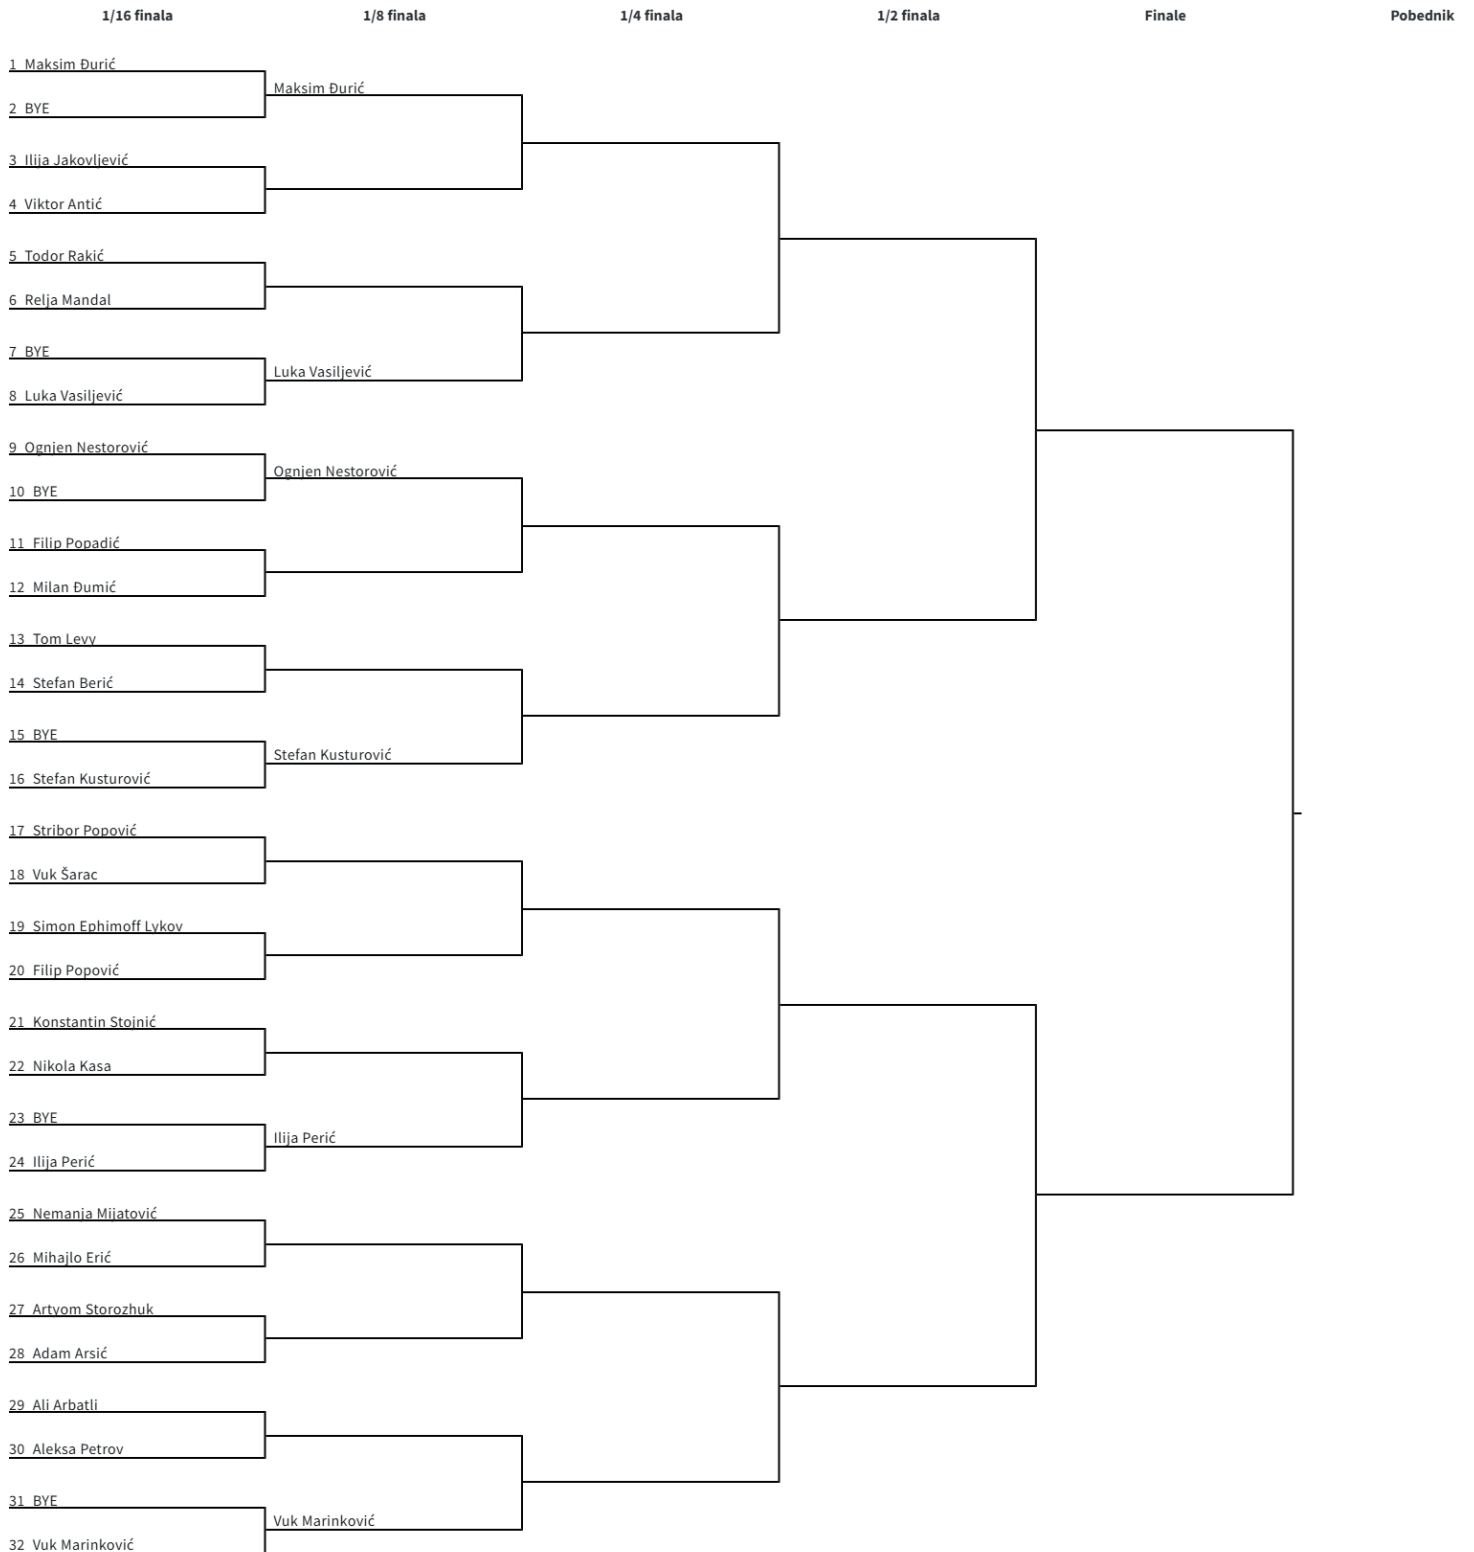 1/16 finala 1/8 finala 1/4 finala 1/2 finala Finale Pobednik
1 Maksim Đurić
Maksim Đurić
2 BYE
3 Ilija Jakovljević
4 Viktor Antić
5 Todor Rakić
6 Relja Mandal
7 BYE
Luka Vasiljević
8 Luka Vasiljević
9 Ognjen Nestorović
Ognjen Nestorović
10 BYE
11 Filip Popadić
12 Milan Đumić
13 Tom Levy
14 Stefan Berić
15 BYE
Stefan Kusturović
16 Stefan Kusturović
17 Stribor Popović
18 Vuk Šarac
19 Simon Ephimoff Lykov
20 Filip Popović
21 Konstantin Stojnić
22 Nikola Kasa
23 BYE
Ilija Perić
24 Ilija Perić
25 Nemanja Mijatović
26 Mihajlo Erić
27 Artyom Storozhuk
28 Adam Arsić
29 Ali Arbatli
30 Aleksa Petrov
31 BYE
Vuk Marinković
32 Vuk Marinković